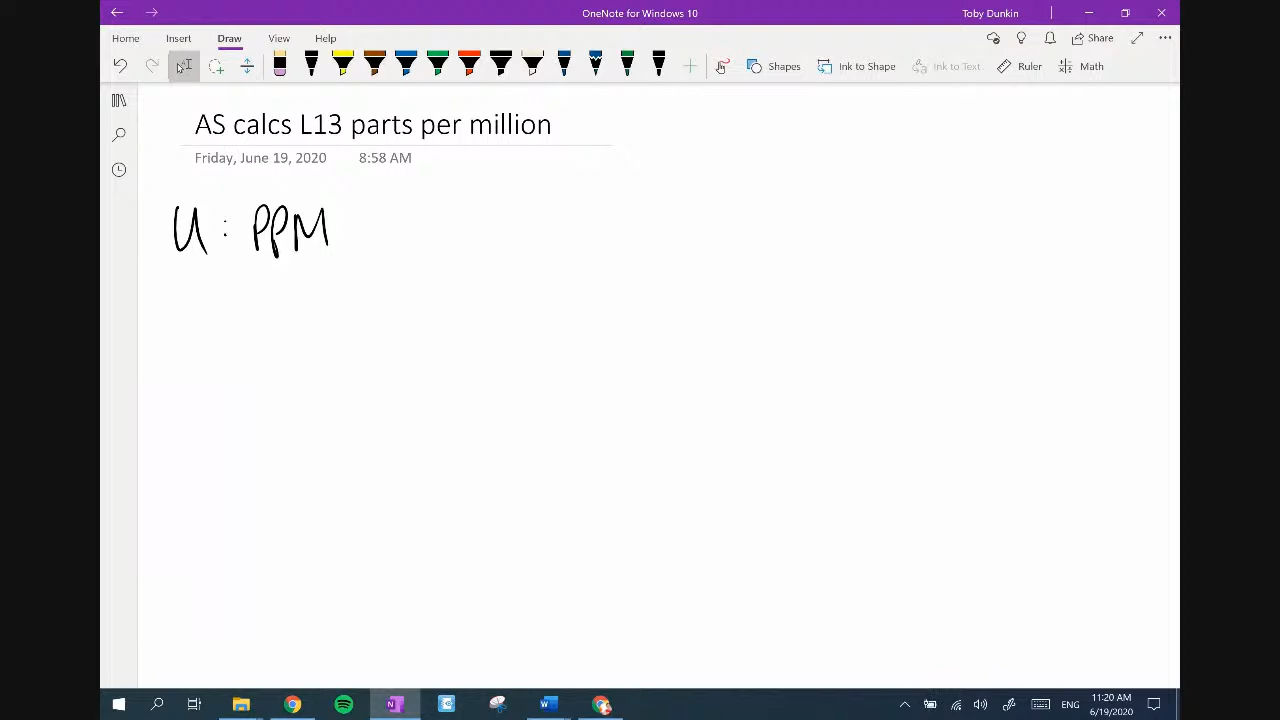 OneNote for Windows 10
Toby Dunkin
Home Insert Draw View Help
Share
Shapes Ink to Shape Ink to Text Ruler Math
AS calcs L13 parts per million
Friday, June 19, 2020 8:58 AM
U : PPM
11:20 AM
ENG
6/19/2020